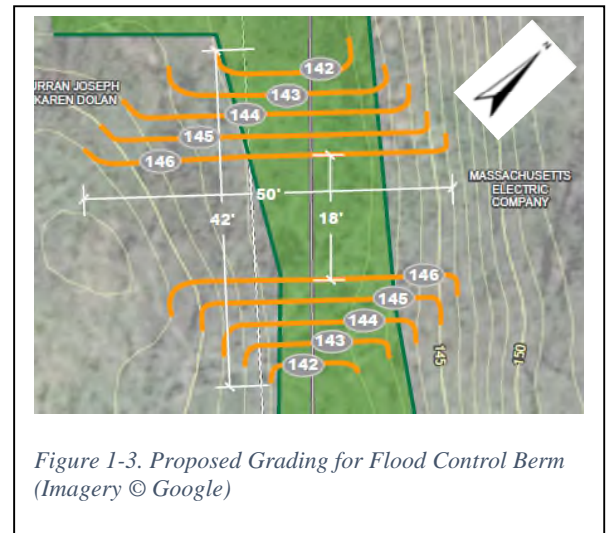 N
142
143
URRAN JOSEPH
KAREN DOLAN
144
145
146
MASSACHUSETTS
ELECTRIC
COMPANY
50'
42'
18'
146
145
144
143
142
145
150
Figure 1-3. Proposed Grading for Flood Control Berm
(Imagery © Google)